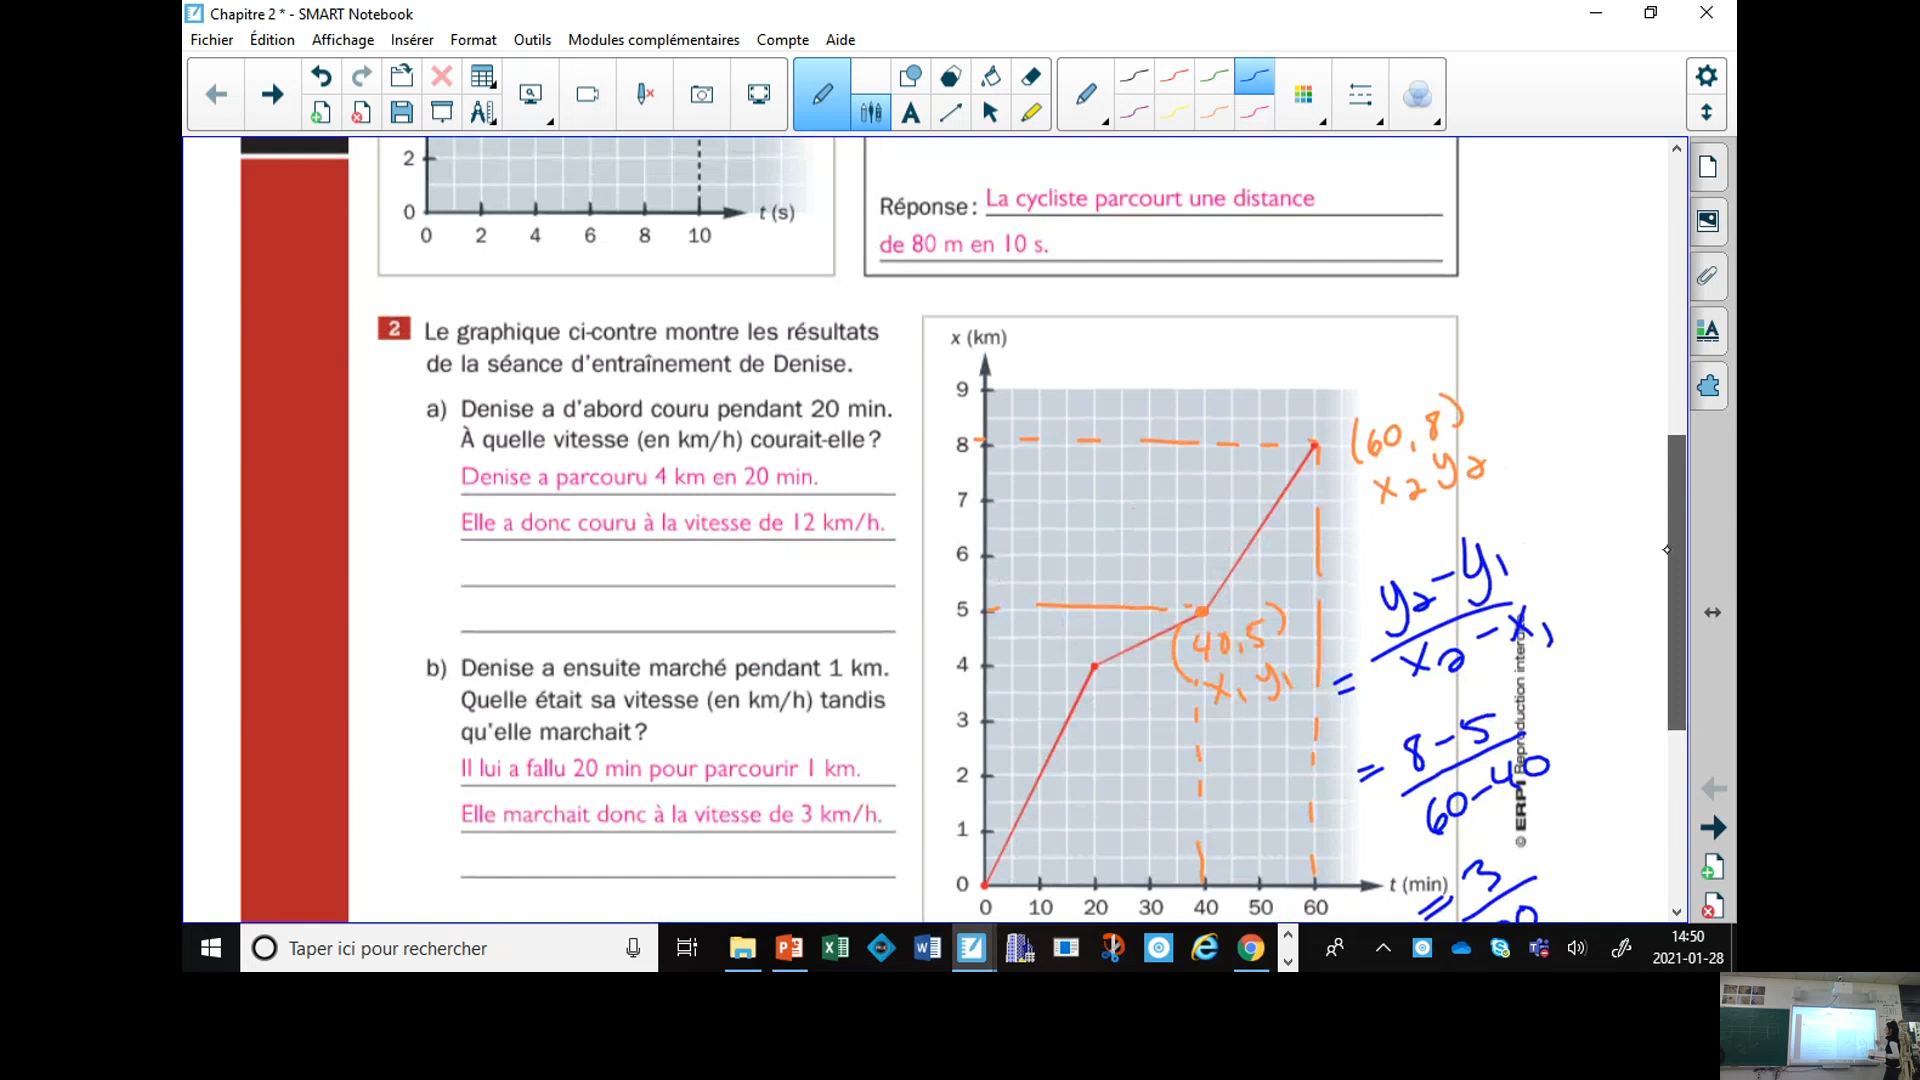 Chapitre 2 * - SMART Notebook
Fichier Édition Affichage Insérer Format Outils Modules complémentaires Compte Aide
2
0
t (s)
0 2 4 6 8 10
Réponse : La cycliste parcourt une distance
de 80 m en 10 s.
2 Le graphique ci-contre montre les résultats
de la séance d'entraînement de Denise.
a) Denise a d'abord couru pendant 20 min.
À quelle vitesse (en km/h) courait-elle ?
Denise a parcouru 4 km en 20 min.
Elle a donc couru à la vitesse de 12 km/h.
b) Denise a ensuite marché pendant 1 km.
Quelle était sa vitesse (en km/h) tandis
qu'elle marchait ?
Il lui a fallu 20 min pour parcourir 1 km.
Elle marchait donc à la vitesse de 3 km/h.
x (km)
9
8
7
6
5
4
3
2
1
0
t (min)
0 10 20 30 40 50 60
(60, 8)
x2 y2
(40,5)
x1 y1
y2 - y1
x2 - x1
=
= 8 - 5
60 - 40
= 3
© ERPI Reproduction
Taper ici pour rechercher
14:50
2021-01-28